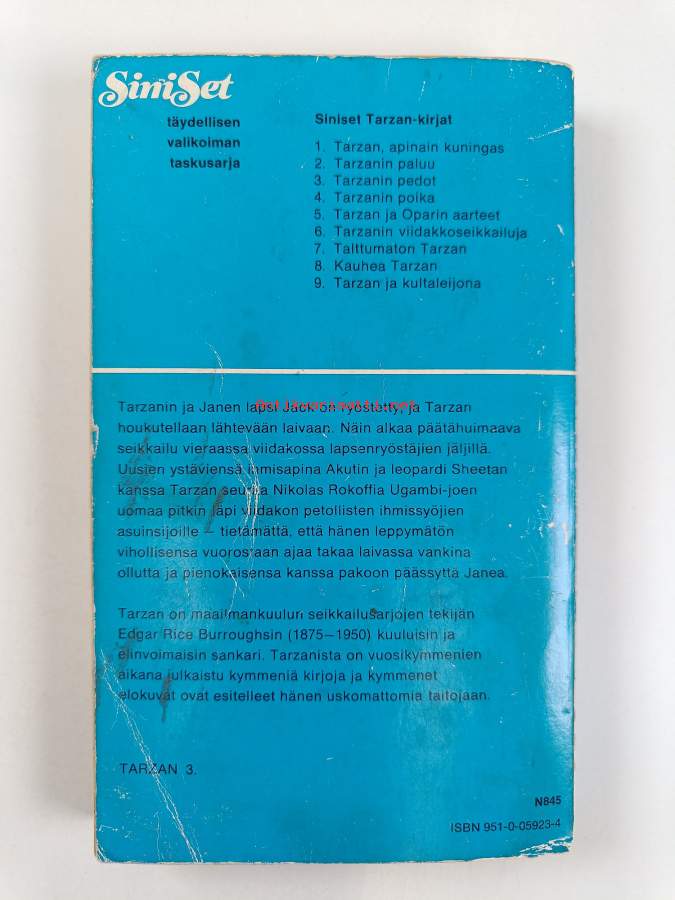 SiniSet
täydellisen
valikoiman
taskusarja
Siniset Tarzan-kirjat
1. Tarzan, apinain kuningas
2. Tarzanin paluu
3. Tarzanin pedot
4. Tarzanin poika
5. Tarzan ja Oparin aarteet
6. Tarzanin viidakkoseikkailuja
7. Talttumaton Tarzan
8. Kauhea Tarzan
9. Tarzan ja kultaleijona
Tarzanin ja Janen lapsi Jack on ryöstetty, ja Tarzan
antikvariaatti.net
houkutellaan lähtevään laivaan. Näin alkaa päätähuimaava
seikkailu vieraassa viidakossa lapsenryöstäjien jäljillä.
Uusien ystäviensä ihmisapina Akutin ja leopardi Sheetan
kanssa Tarzan seuraa Nikolas Rokoffia Ugambi-joen
uomaa pitkin läpi viidakon petollisten ihmissyöjien
asuinsijoille — tietämättä, että hänen leppymätön
vihollisensa vuorostaan ajaa takaa laivassa vankina
ollutta ja pienokaisensa kanssa pakoon päässyttä Janea.
Tarzan on maailmankuulun seikkailusarjojen tekijän
Edgar Rice Burroughsin (1875—1950) kuuluisin ja
elinvoimaisin sankari. Tarzanista on vuosikymmenien
aikana julkaistu kymmeniä kirjoja ja kymmenet
elokuvat ovat esitelleet hänen uskomattomia taitojaan.
TARZAN 3.
N845
ISBN 951-0-05923-4